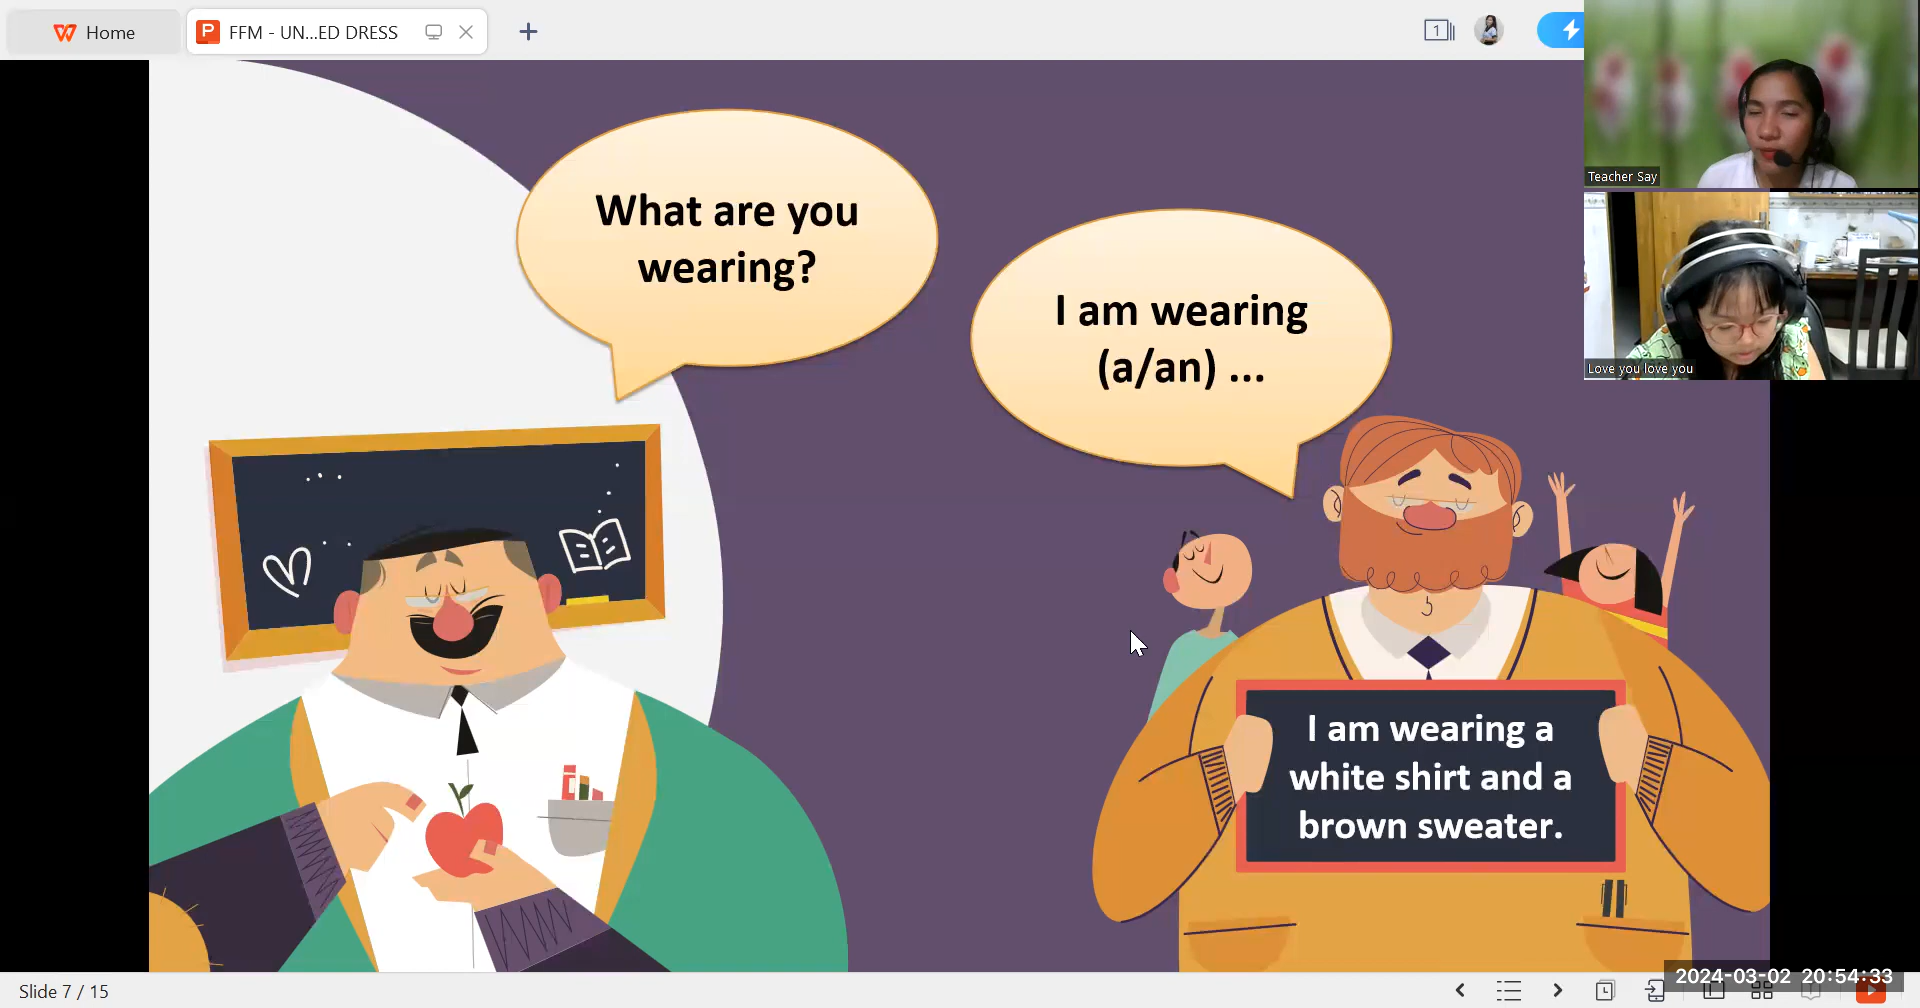 Home
FFM - UN...ED DRESS
1
What are you
wearing?
I am wearing
(a/an) ...
Teacher Say
Love you love you
I am wearing a
white shirt and a
brown sweater.
Slide 7 / 15
2024-03-02 20:54:33